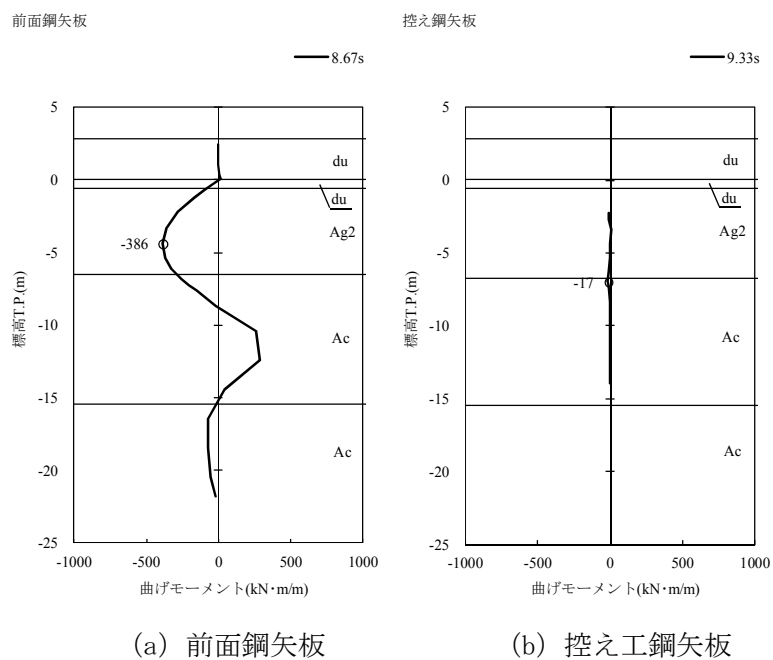 前面鋼矢板
8.67s
5
0
-5
-10
-15
-20
-25
標高T.P.(m)
du
du
Ag2
Ac
Ac
-386
-1000 -500 0 500 1000
曲げモーメント(kN･m/m)
(a) 前面鋼矢板
控え鋼矢板
9.33s
5
0
-5
-10
-15
-20
-25
標高T.P.(m)
du
du
Ag2
Ac
Ac
-17
-1000 -500 0 500 1000
曲げモーメント(kN･m/m)
(b) 控え工鋼矢板